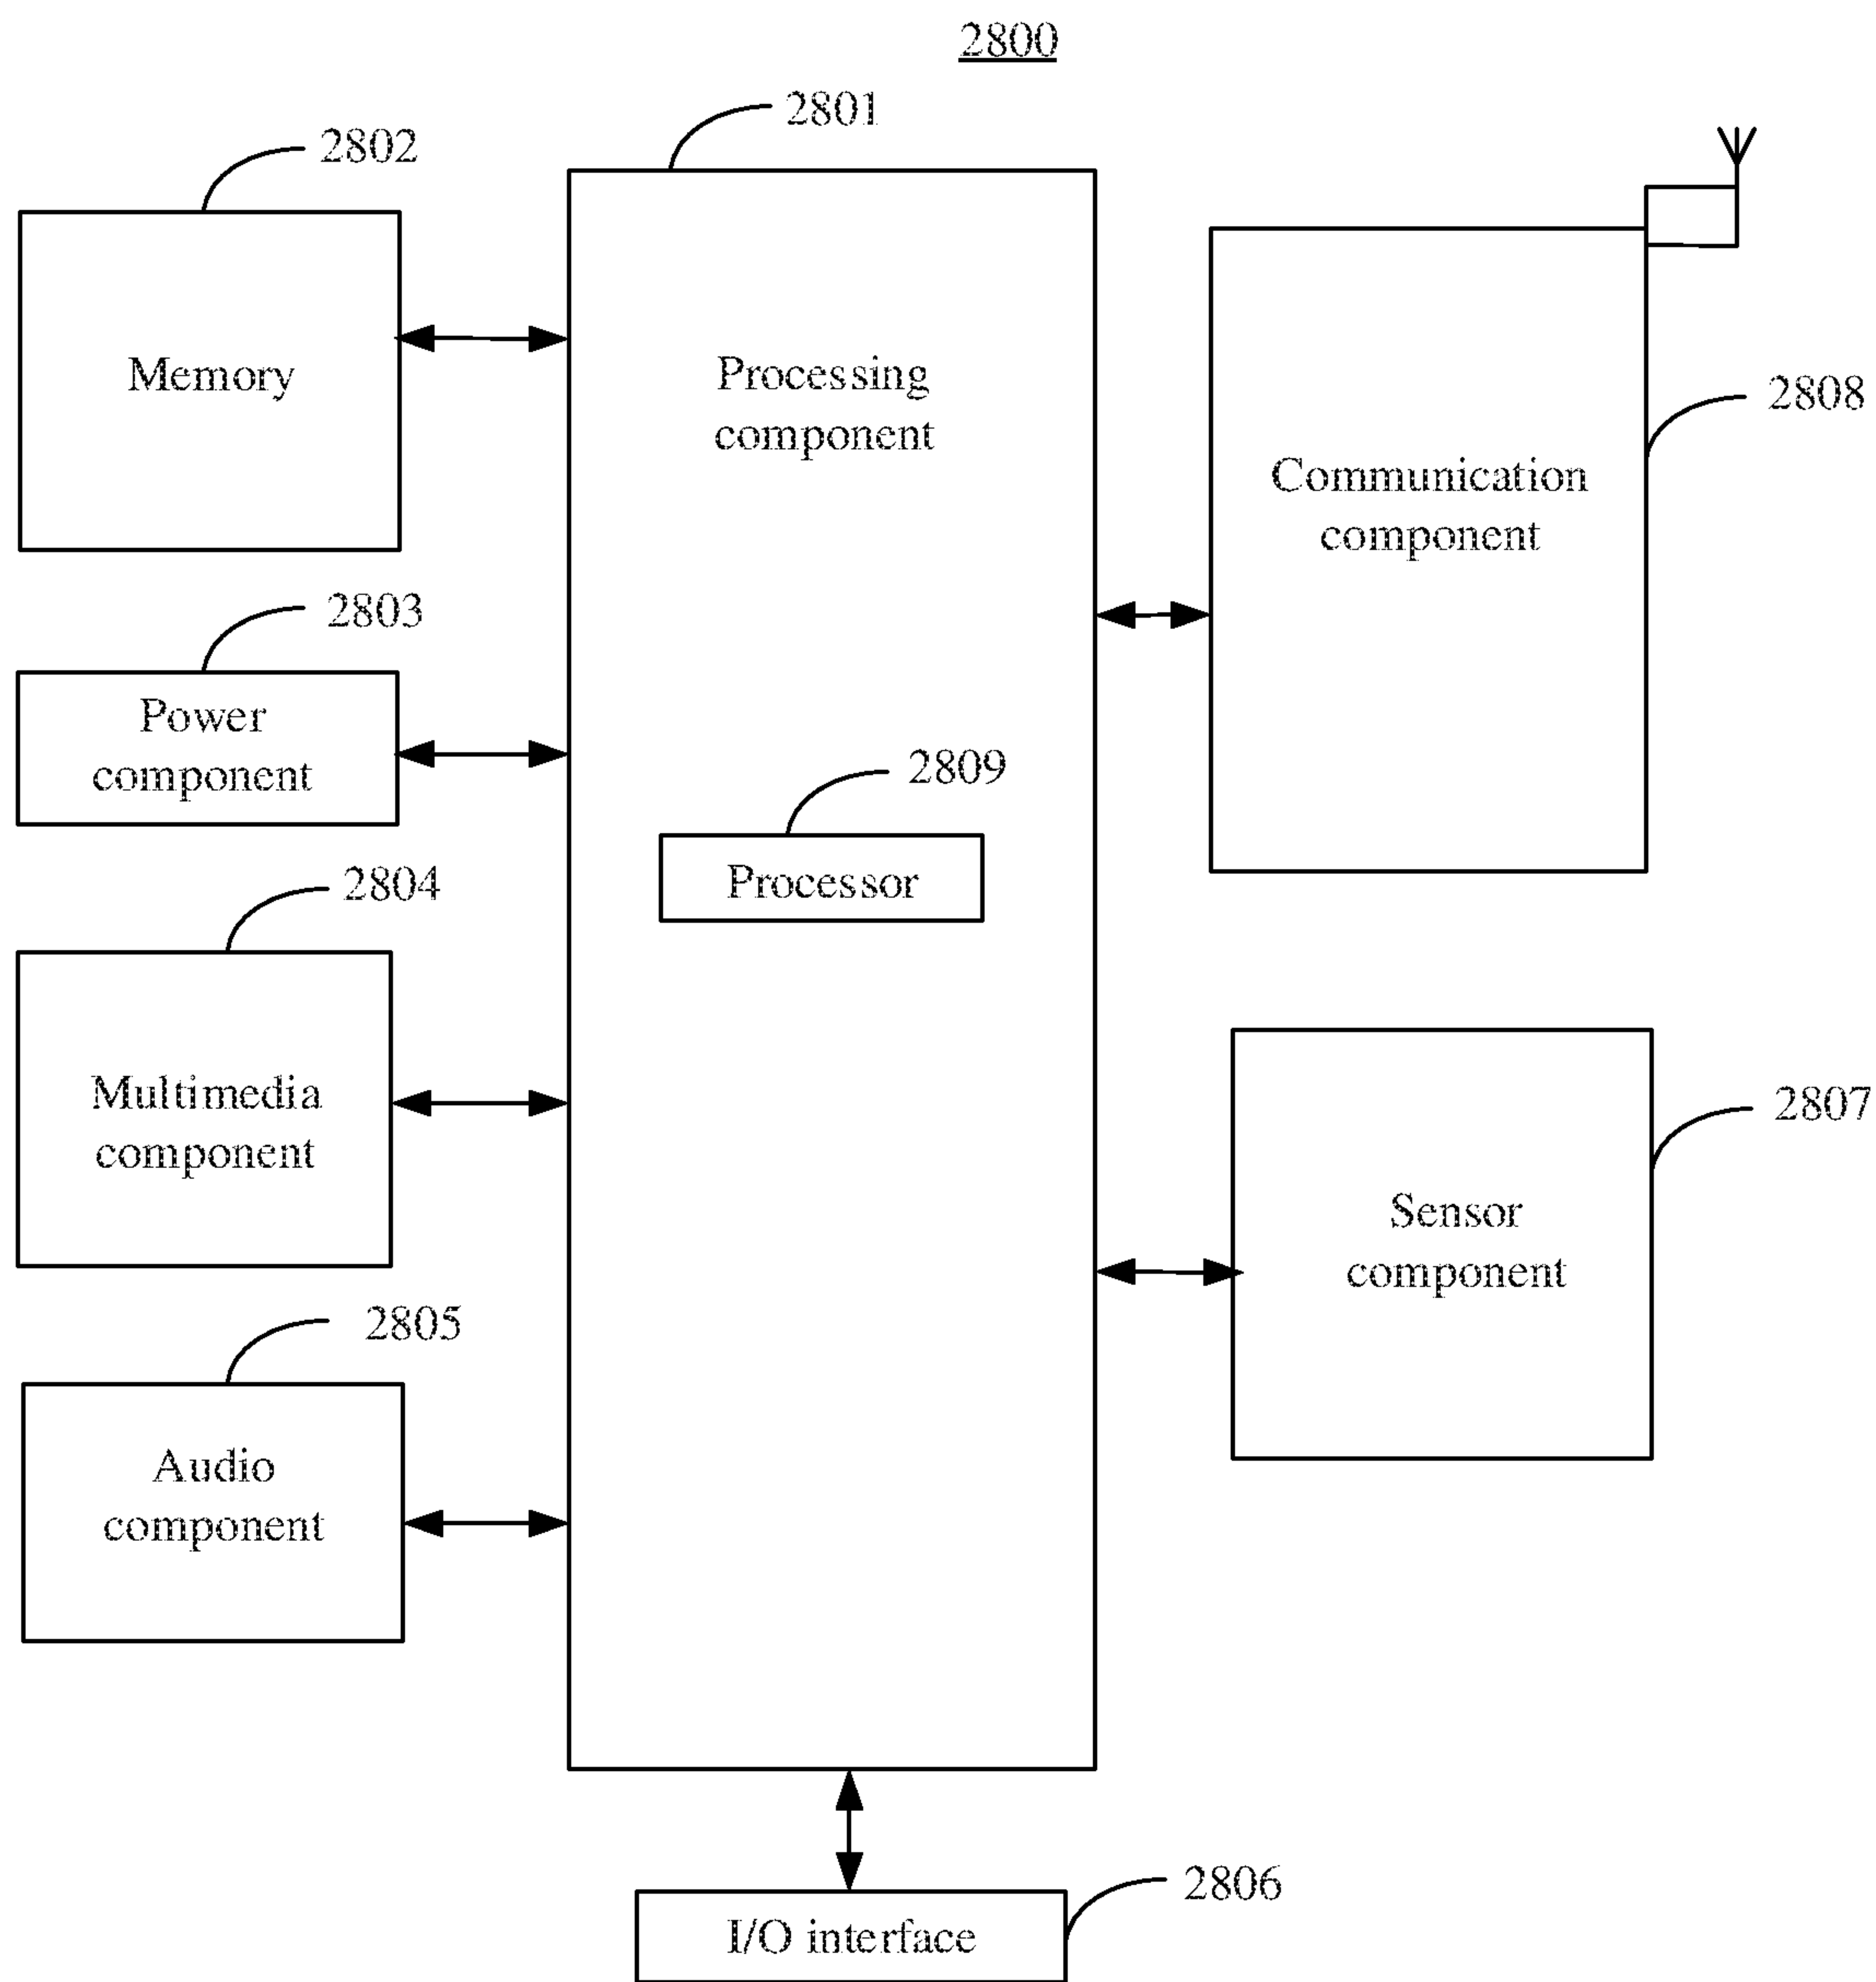 2800
2801
2802
Memory
Processing
component
2808
Communication
component
2803
Power
component
2809
Processor
2804
Multimedia
component
2807
Sensor
component
2805
Audio
component
2806
I/O interface